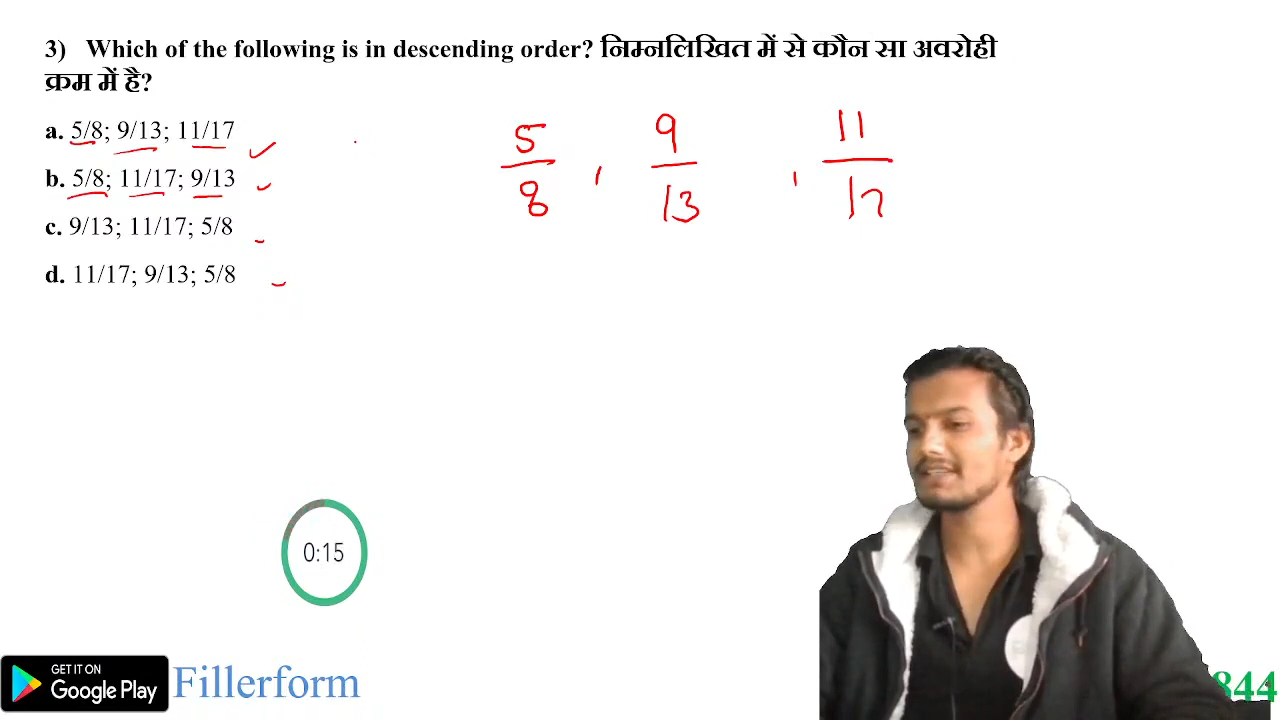 3) Which of the following is in descending order? निम्नलिखित में से कौन सा अवरोही
क्रम में है?
a. 5/8; 9/13; 11/17
b. 5/8; 11/17; 9/13
c. 9/13; 11/17; 5/8
d. 11/17; 9/13; 5/8
5/8 , 9/13 , 11/17
0:15
GET IT ON
Google Play
Fillerform
844